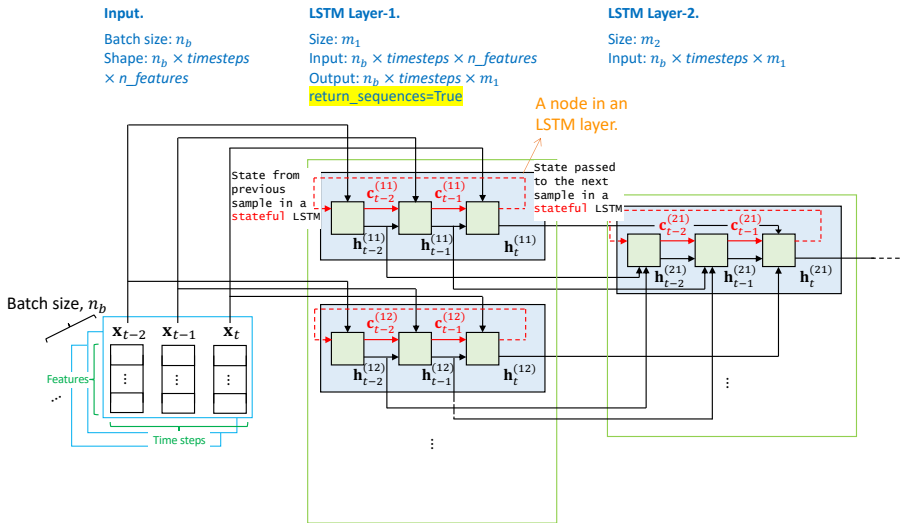 Input.
Batch size: n_b
Shape: n_b × timesteps
× n_features
LSTM Layer-1.
Size: m_1
Input: n_b × timesteps × n_features
Output: n_b × timesteps × m_1
return_sequences=True
LSTM Layer-2.
Size: m_2
Input: n_b × timesteps × m_1
A node in an
LSTM layer.
State from
previous
sample in a
stateful LSTM
State passed
to the next
sample in a
stateful LSTM
c_{t-2}^{(11)} c_{t-1}^{(11)}
h_{t-2}^{(11)} h_{t-1}^{(11)} h_t^{(11)}
c_{t-2}^{(21)} c_{t-1}^{(21)}
h_{t-2}^{(21)} h_{t-1}^{(21)} h_t^{(21)}
c_{t-2}^{(12)} c_{t-1}^{(12)}
h_{t-2}^{(12)} h_{t-1}^{(12)} h_t^{(12)}
Batch size, n_b
x_{t-2} x_{t-1} x_t
Features
⋮ ⋮ ⋮
...
Time steps
⋮
⋮